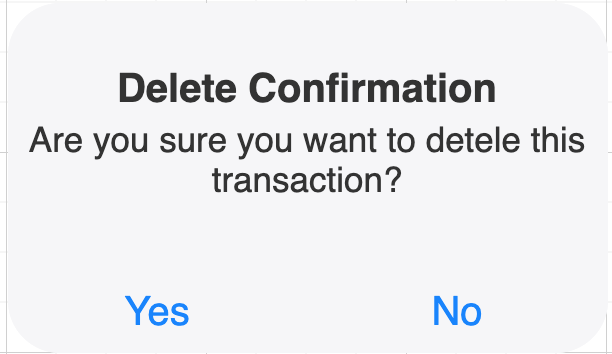 Delete Confirmation
Are you sure you want to detele this
transaction?
Yes No